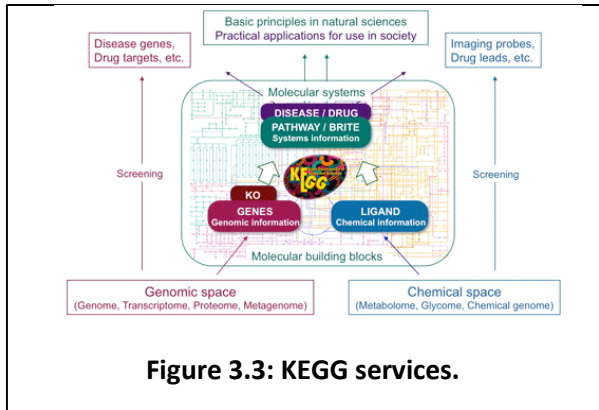 Basic principles in natural sciences
Practical applications for use in society
Disease genes,
Drug targets, etc.
Imaging probes,
Drug leads, etc.
Molecular systems
DISEASE / DRUG
PATHWAY / BRITE
Systems information
Screening
KEGG
Screening
KO
GENES
Genomic information
LIGAND
Chemical information
Molecular building blocks
Genomic space
(Genome, Transcriptome, Proteome, Metagenome)
Chemical space
(Metabolome, Glycome, Chemical genome)
Figure 3.3: KEGG services.